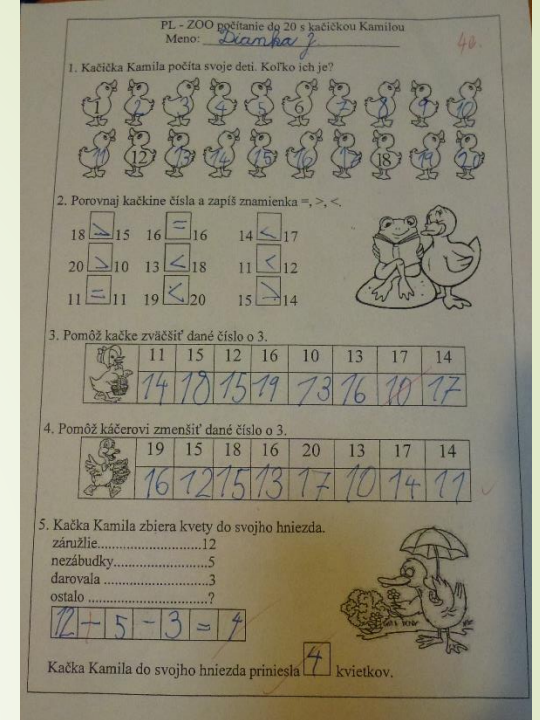 PL - ZOO počítanie do 20 s kačičkou Kamilou
Meno: Dianka J.
1. Kačička Kamila počíta svoje deti. Koľko ich je?
1 2 3 4 5 6 7 8 9 10
11 12 13 14 15 16 17 18 19 20
2. Porovnaj kačkine čísla a zapíš znamienka =, >, <.
18 > 15 16 = 16 14 < 17
20 > 10 13 < 18 11 < 12
11 = 11 19 < 20 15 > 14
3. Pomôž kačke zväčšiť dané číslo o 3.
11 15 12 16 10 13 17 14
14 18 15 19 13 16 10 17
4. Pomôž káčerovi zmenšiť dané číslo o 3.
19 15 18 16 20 13 17 14
16 12 15 13 17 10 14 11
5. Kačka Kamila zbiera kvety do svojho hniezda.
záružlie............................12
nezábudky.........................5
darovala ............................3
ostalo ................................?
12 + 5 - 3 = 4
Kačka Kamila do svojho hniezda priniesla 4 kvietkov.